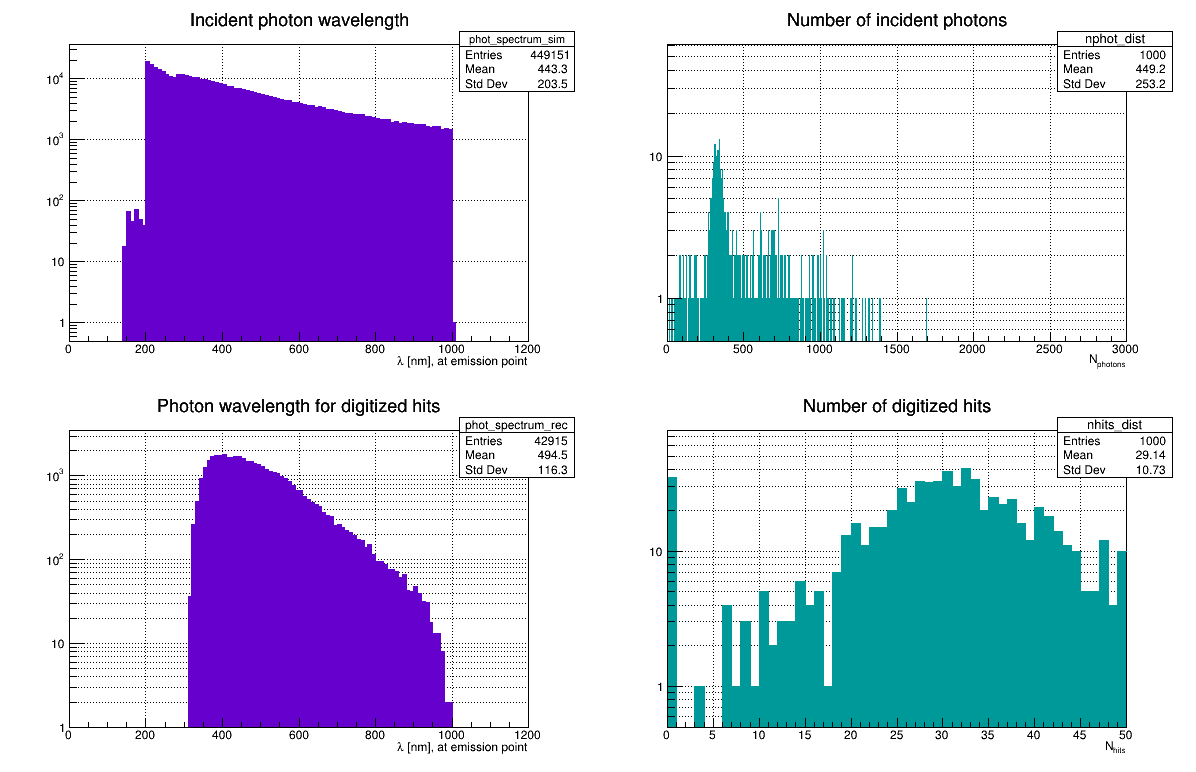 Incident photon wavelength
phot_spectrum_sim
Entries 449151
Mean 443.3
Std Dev 203.5
10⁴
10³
10²
10
1
0 200 400 600 800 1000 1200
λ [nm], at emission point
Number of incident photons
nphot_dist
Entries 1000
Mean 449.2
Std Dev 253.2
10
1
0 500 1000 1500 2000 2500 3000
N_photons
Photon wavelength for digitized hits
phot_spectrum_rec
Entries 42915
Mean 494.5
Std Dev 116.3
10³
10²
10
1
0 200 400 600 800 1000 1200
λ [nm], at emission point
Number of digitized hits
nhits_dist
Entries 1000
Mean 29.14
Std Dev 10.73
10
1
0 5 10 15 20 25 30 35 40 45 50
N_hits